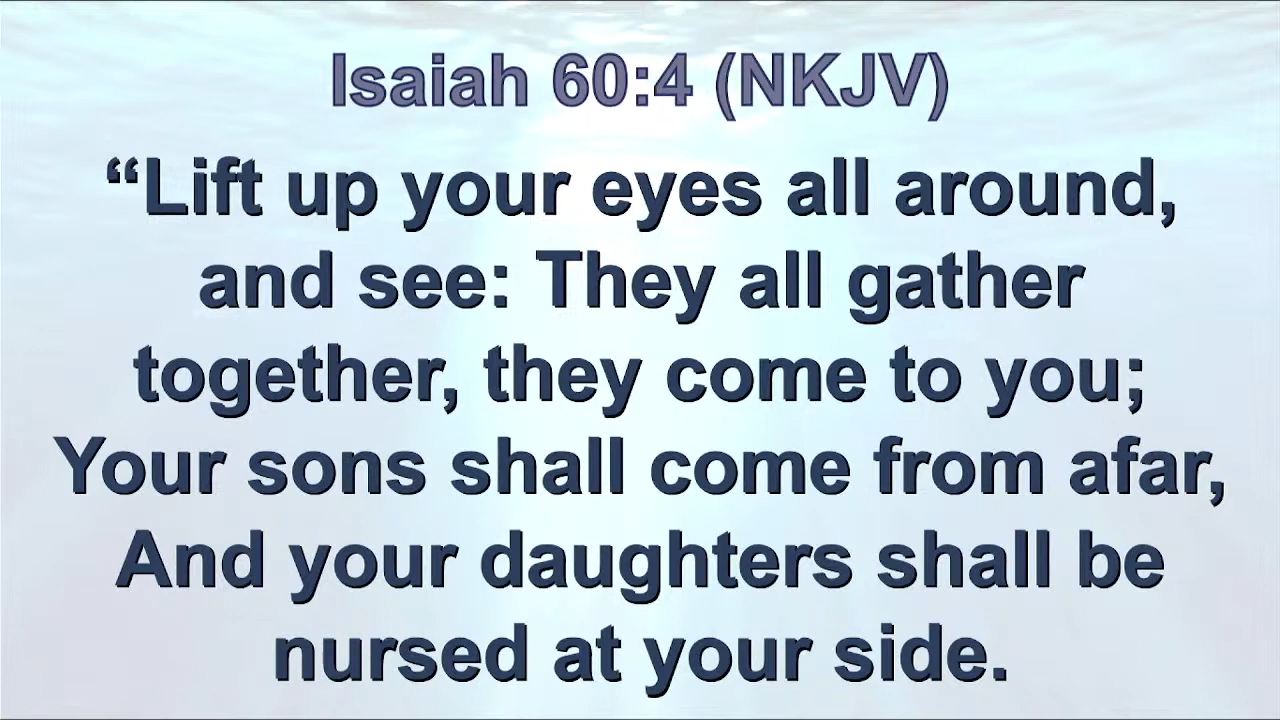 Isaiah 60:4 (NKJV)
“Lift up your eyes all around,
and see: They all gather
together, they come to you;
Your sons shall come from afar,
And your daughters shall be
nursed at your side.